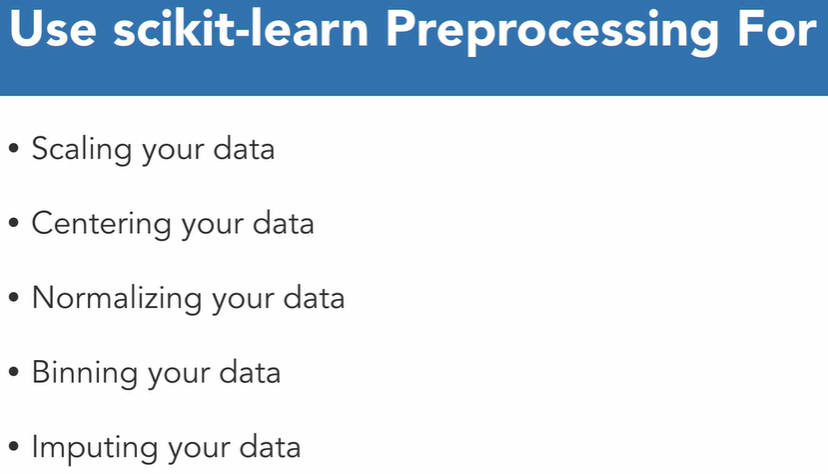 Use scikit-learn Preprocessing For
• Scaling your data
• Centering your data
• Normalizing your data
• Binning your data
• Imputing your data